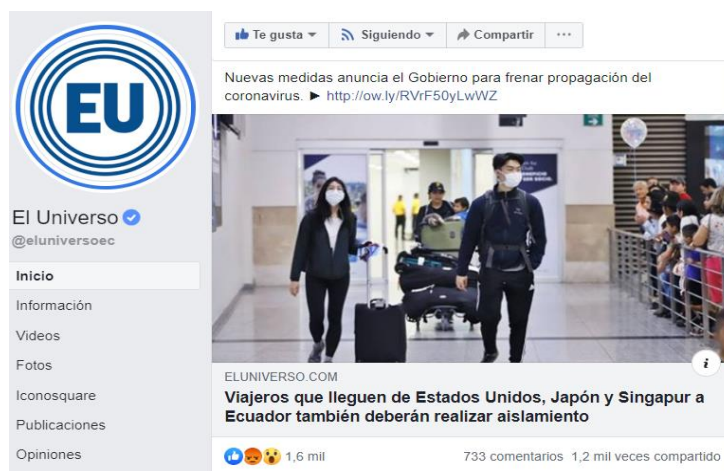 EU
El Universo
@eluniversoec
Inicio
Información
Videos
Fotos
Iconosquare
Publicaciones
Opiniones
Te gusta Siguiendo Compartir ...
Nuevas medidas anuncia el Gobierno para frenar propagación del
coronavirus. ► http://ow.ly/RVrF50yLwWZ
i
ELUNIVERSO.COM
Viajeros que lleguen de Estados Unidos, Japón y Singapur a
Ecuador también deberán realizar aislamiento
1,6 mil 733 comentarios 1,2 mil veces compartido